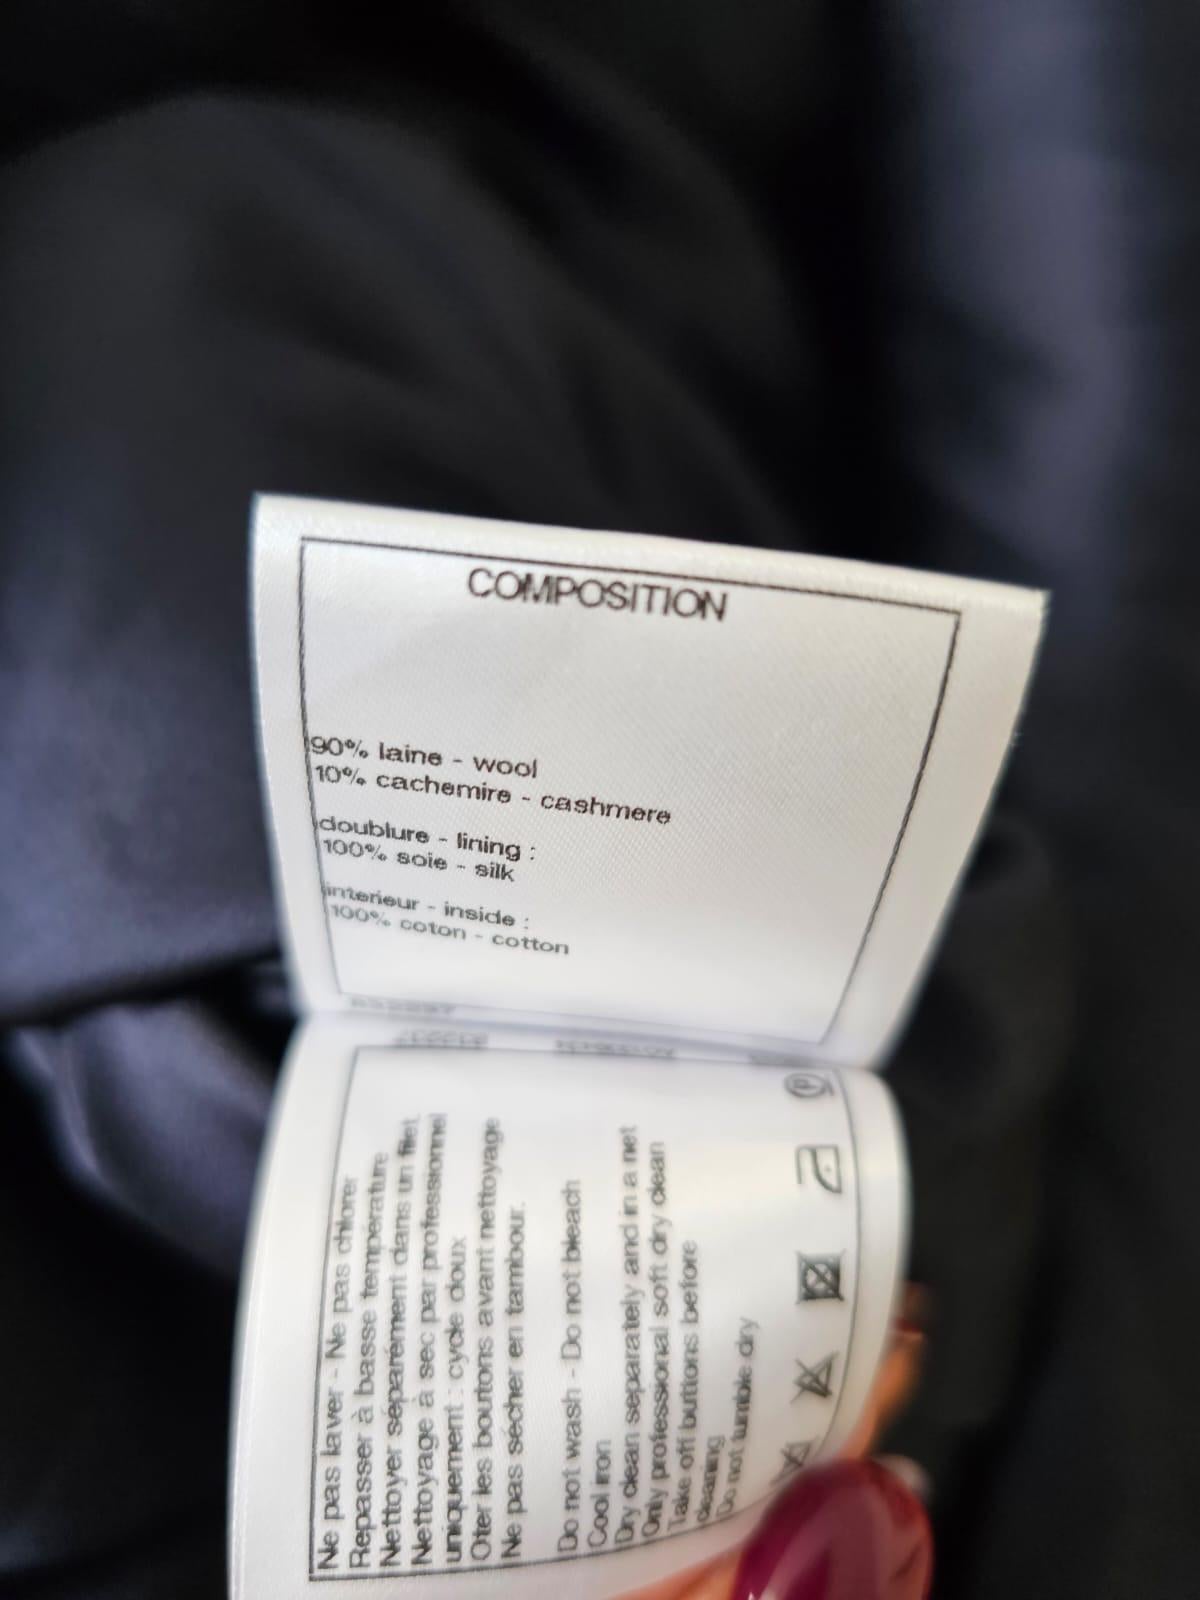 COMPOSITION
90% laine - wool
10% cachemire - cashmere
doublure - lining :
100% soie - silk
interieur - inside :
100% coton - cotton
Ne pas laver - Ne pas chlorer
Repasser à basse température
Nettoyer séparément dans un filet.
Nettoyage à sec par professionnel
uniquement : cycle doux
Oter les boutons avant nettoyage
Ne pas sécher en tambour.
Do not wash - Do not bleach
Cool iron
Dry clean separately and in a net
Only professional soft dry clean
Take off buttons before
cleaning
Do not tumble dry
P